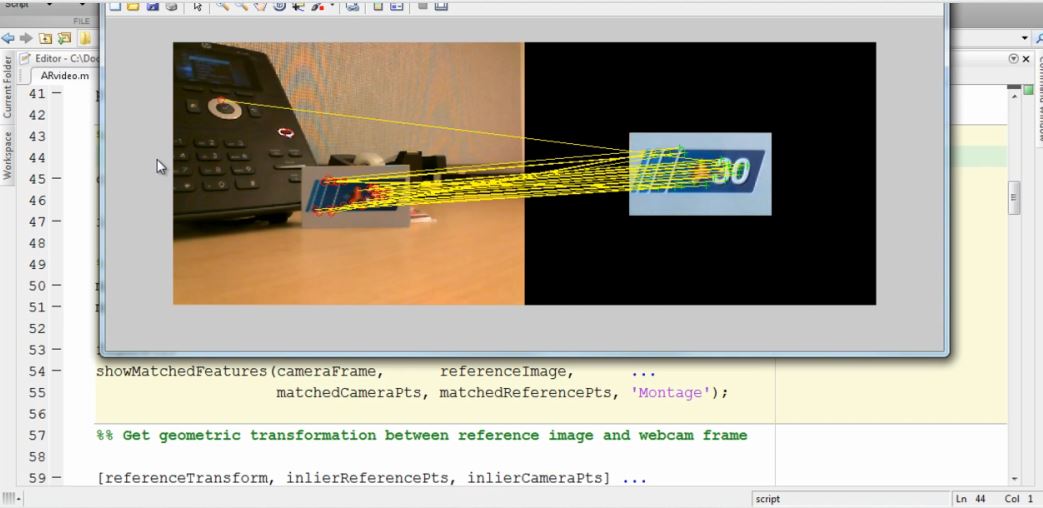 Script
FILE
Editor - C:\Doc
ARvideo.m
Current Folder
Workspace
Command Window
30
41
42
43
44
45
46
47
48
49
50
51
52
53
54 showMatchedFeatures(cameraFrame, referenceImage, ...
55 matchedCameraPts, matchedReferencePts, 'Montage');
56
57 %% Get geometric transformation between reference image and webcam frame
58
59 [referenceTransform, inlierReferencePts, inlierCameraPts] ...
script Ln 44 Col 1